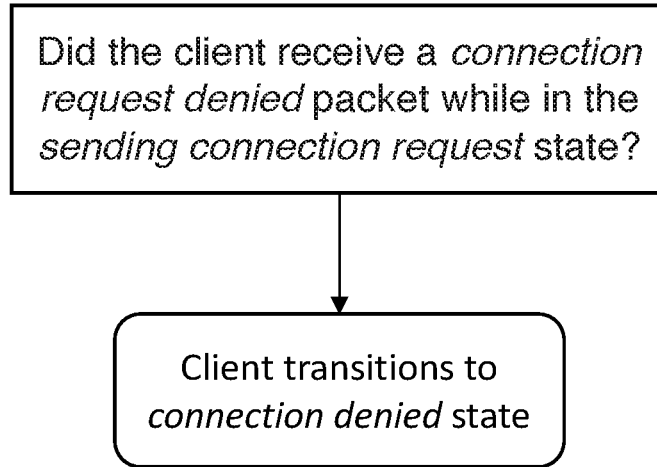 Did the client receive a connection
request denied packet while in the
sending connection request state?
Client transitions to
connection denied state